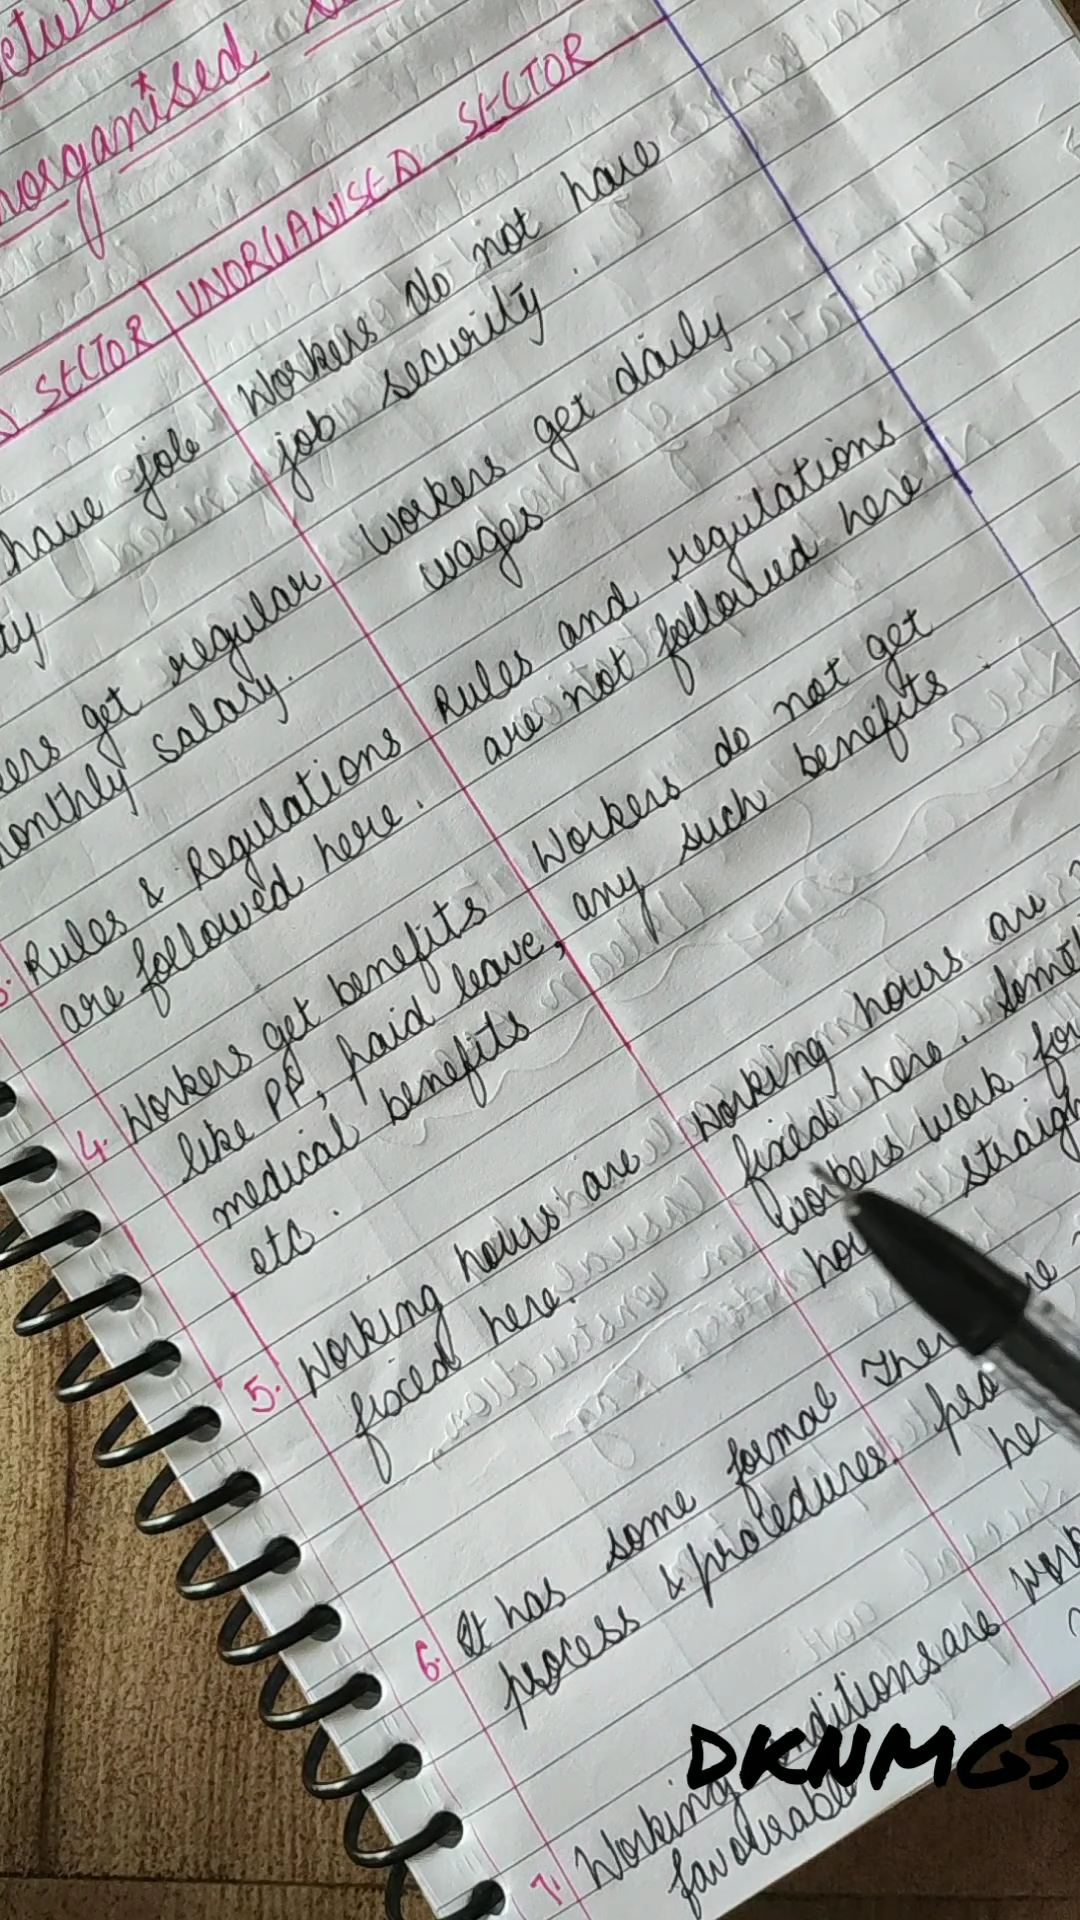 unorganised
SECTOR
UNORGANISED SECTOR
have job
Workers do not have
job security.
get regular
monthly salary.
Workers get daily
wages
Rules & Regulations
are followed here.
Rules and regulations
are not followed here
4. Workers get benefits
like PF, paid leave,
medical benefits
etc.
Workers do not get
any such benefits.
5. Working hours are
fixed here.
Working hours are
fixed here.
workers work for
straigh
6. It has some formal
process & procedures.
7. Working conditions are
favourable
DKNMGS